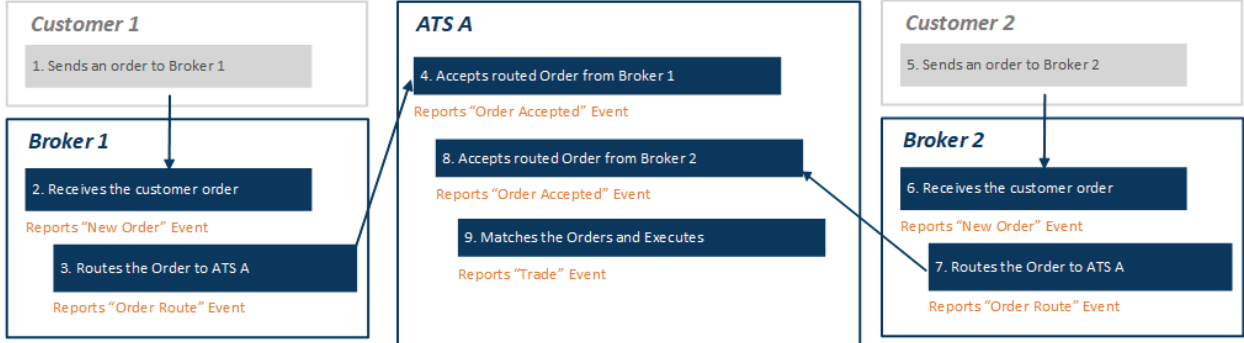 Customer 1
1. Sends an order to Broker 1
Broker 1
2. Receives the customer order
Reports “New Order” Event
3. Routes the Order to ATS A
Reports “Order Route” Event
ATS A
4. Accepts routed Order from Broker 1
Reports “Order Accepted” Event
8. Accepts routed Order from Broker 2
Reports “Order Accepted” Event
9. Matches the Orders and Executes
Reports “Trade” Event
Customer 2
5. Sends an order to Broker 2
Broker 2
6. Receives the customer order
Reports “New Order” Event
7. Routes the Order to ATS A
Reports “Order Route” Event